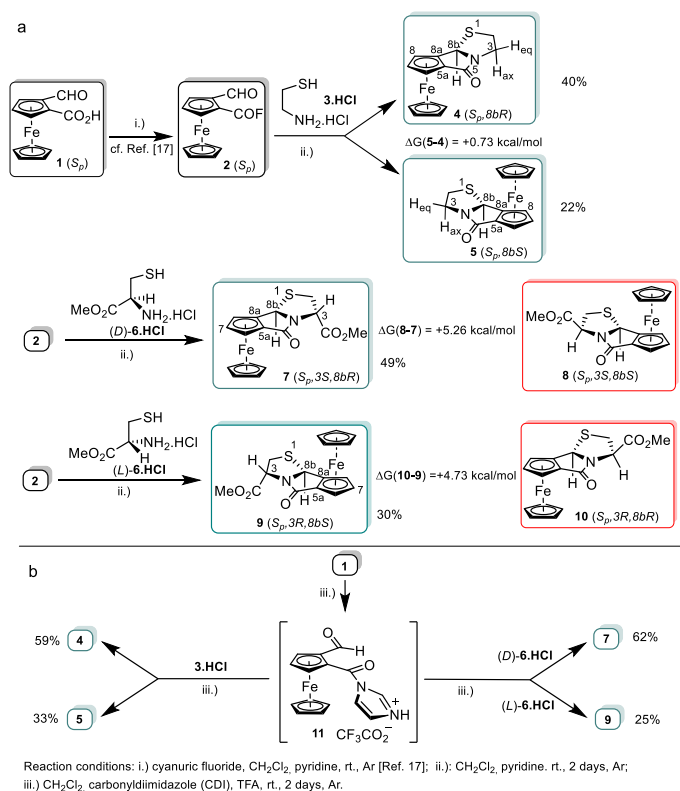 a
CHO
CO₂H
Fe
1 (Sp)
i.)
cf. Ref. [17]
CHO
COF
Fe
2 (Sp)
SH
3.HCl
NH₂.HCl
ii.)
S 1
8 8a 8b 3 Heq
N
5a H 5 Hax
O
Fe
4 (Sp,8bR)
40%
ΔG(5-4) = +0.73 kcal/mol
1 S
Heq 3 8b Fe
N 8a 8
Hax H 5a
O
5 (Sp,8bS)
22%
SH
MeO₂C H
NH₂.HCl
(D)-6.HCl
2
ii.)
1 S
8b H
8a N 3
7 5a H CO₂Me
O
Fe
7 (Sp,3S,8bR)
ΔG(8-7) = +5.26 kcal/mol
49%
MeO₂C S Fe
H N
O H
8 (Sp,3S,8bS)
SH
NH₂.HCl
MeO₂C H
(L)-6.HCl
2
ii.)
1 S
H 3 8b Fe
N 8a
MeO₂C H 5a 7
O
9 (Sp,3R,8bS)
ΔG(10-9) =+4.73 kcal/mol
30%
S CO₂Me
N H
H O
Fe
10 (Sp,3R,8bR)
b
1
iii.)
59% 4
33% 5
3.HCl
iii.)
O
H
O
Fe N
+
NH
11 CF₃CO₂−
iii.)
(D)-6.HCl
(L)-6.HCl
7 62%
9 25%
Reaction conditions: i.) cyanuric fluoride, CH₂Cl₂, pyridine, rt., Ar [Ref. 17]; ii.): CH₂Cl₂, pyridine. rt., 2 days, Ar;
iii.) CH₂Cl₂, carbonyldiimidazole (CDI), TFA, rt., 2 days, Ar.